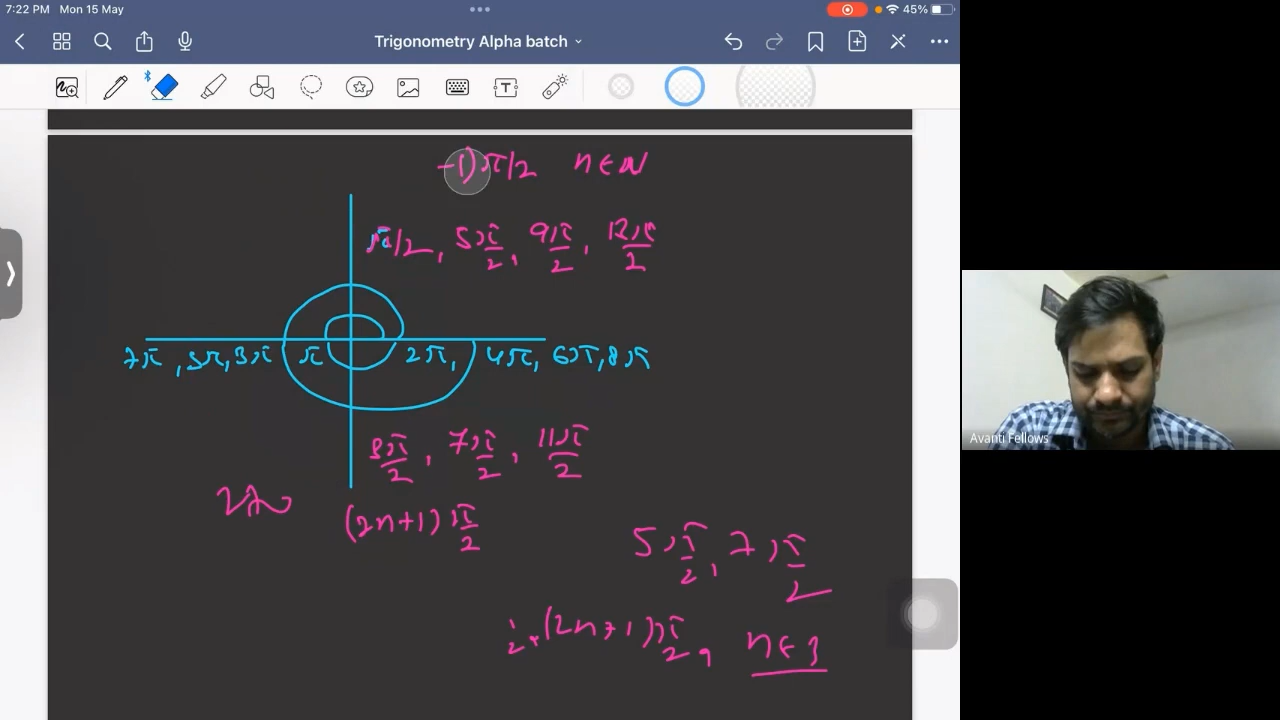 7:22 PM Mon 15 May
45%
Trigonometry Alpha batch
T
-1)π/2 n∈N
π/2, 5π/2, 9π/2, 12π/2
7π, 5π, 3π π 2π, 4π, 6π, 8π
3π/2, 7π/2, 11π/2
(2n+1)π/2
5π/2, 7π/2
(2n+1)π/2,
Avanti Fellows